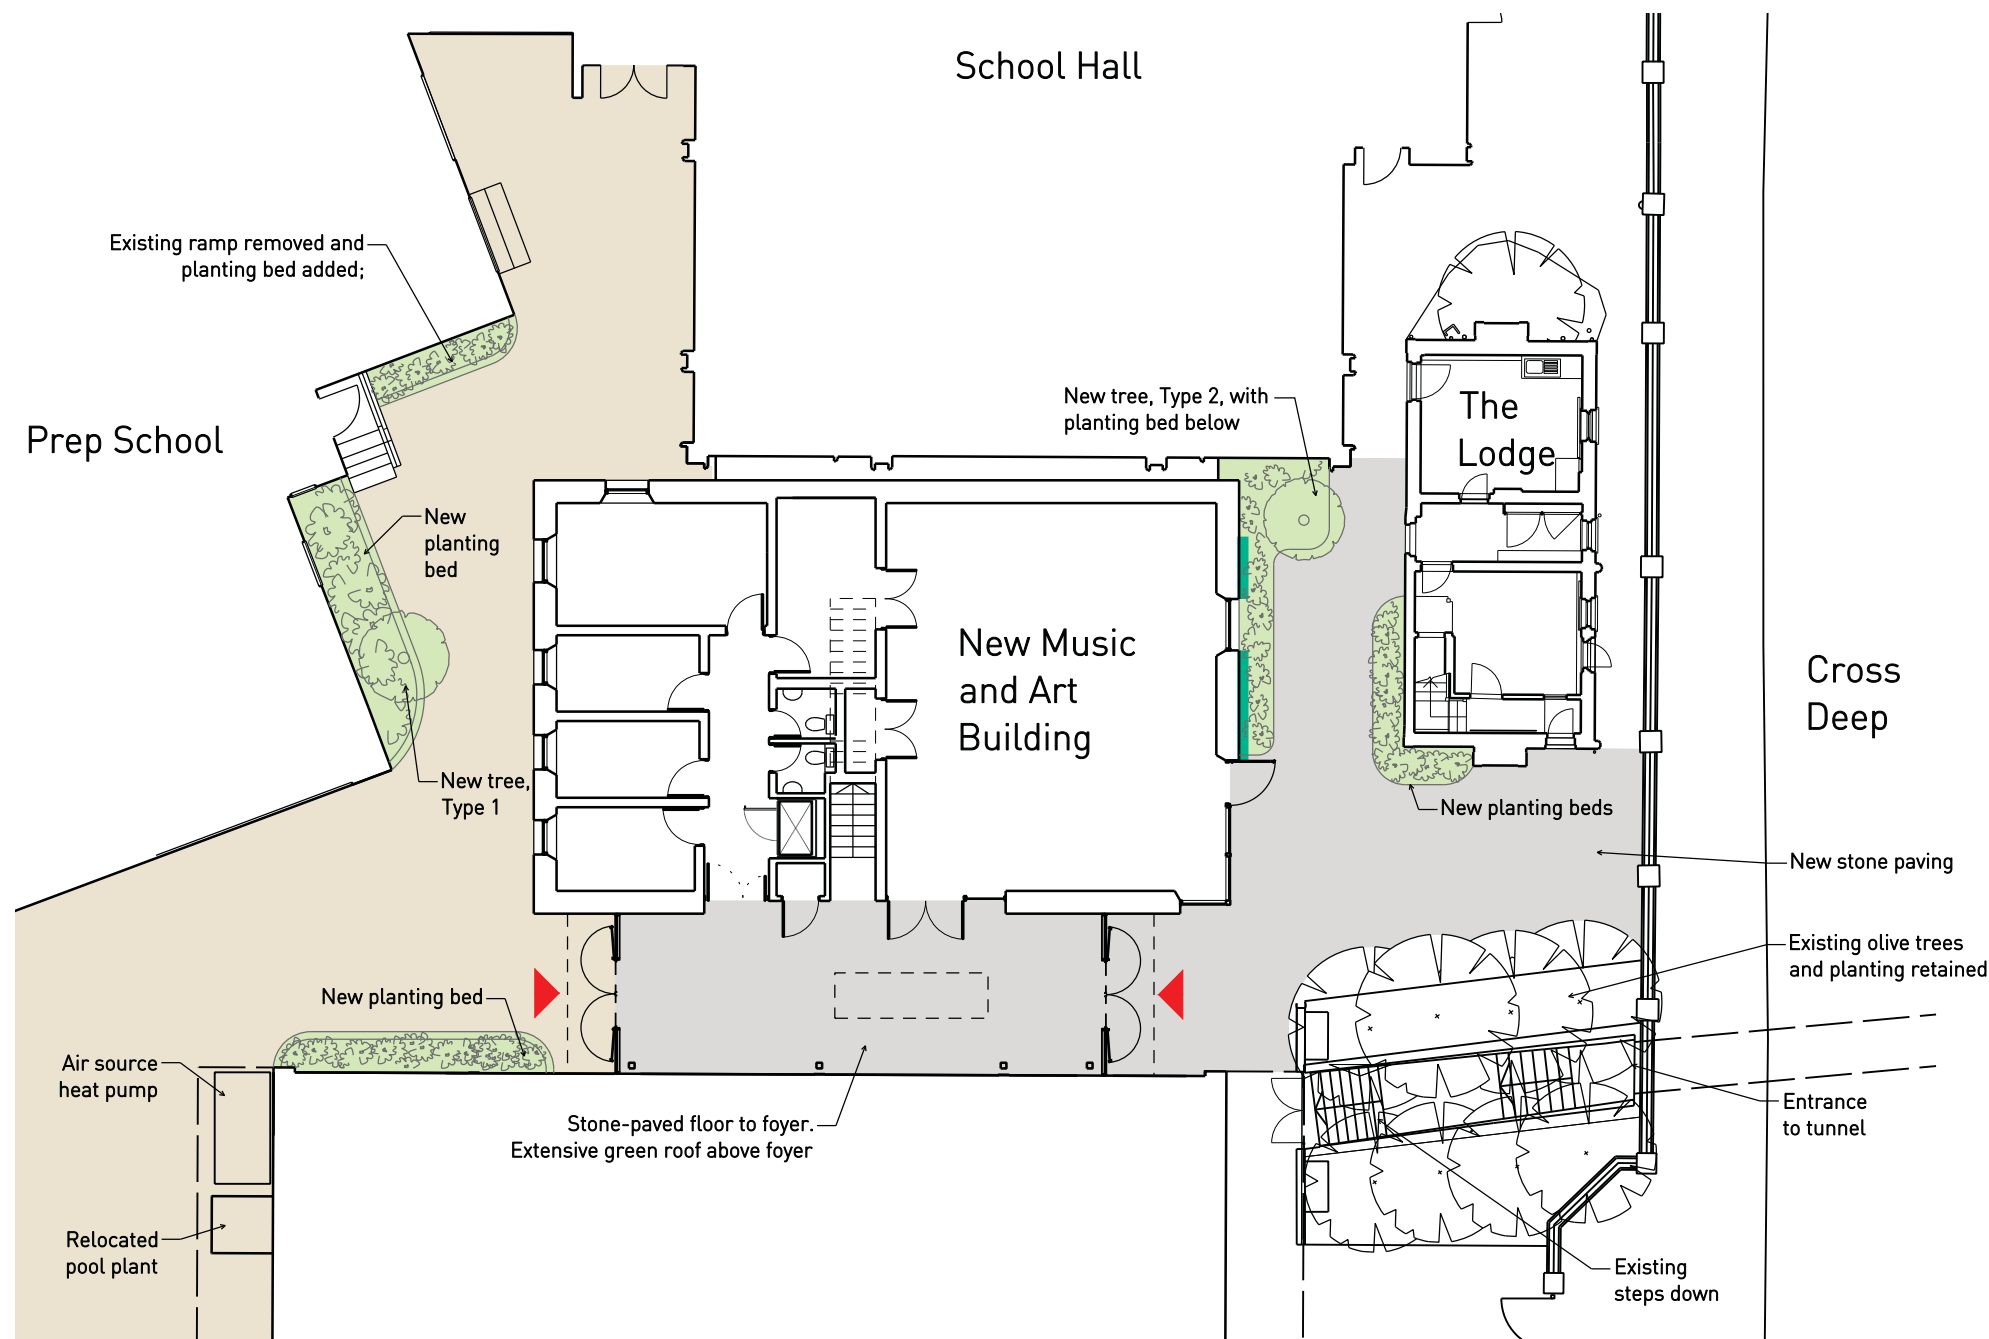 School Hall
Existing ramp removed and
planting bed added;
Prep School
New tree, Type 2, with
planting bed below
The
Lodge
New
planting
bed
New Music
and Art
Building
Cross
Deep
New tree,
Type 1
New planting beds
New stone paving
Existing olive trees
and planting retained
New planting bed
Air source
heat pump
Stone-paved floor to foyer.
Extensive green roof above foyer
Entrance
to tunnel
Relocated
pool plant
Existing
steps down